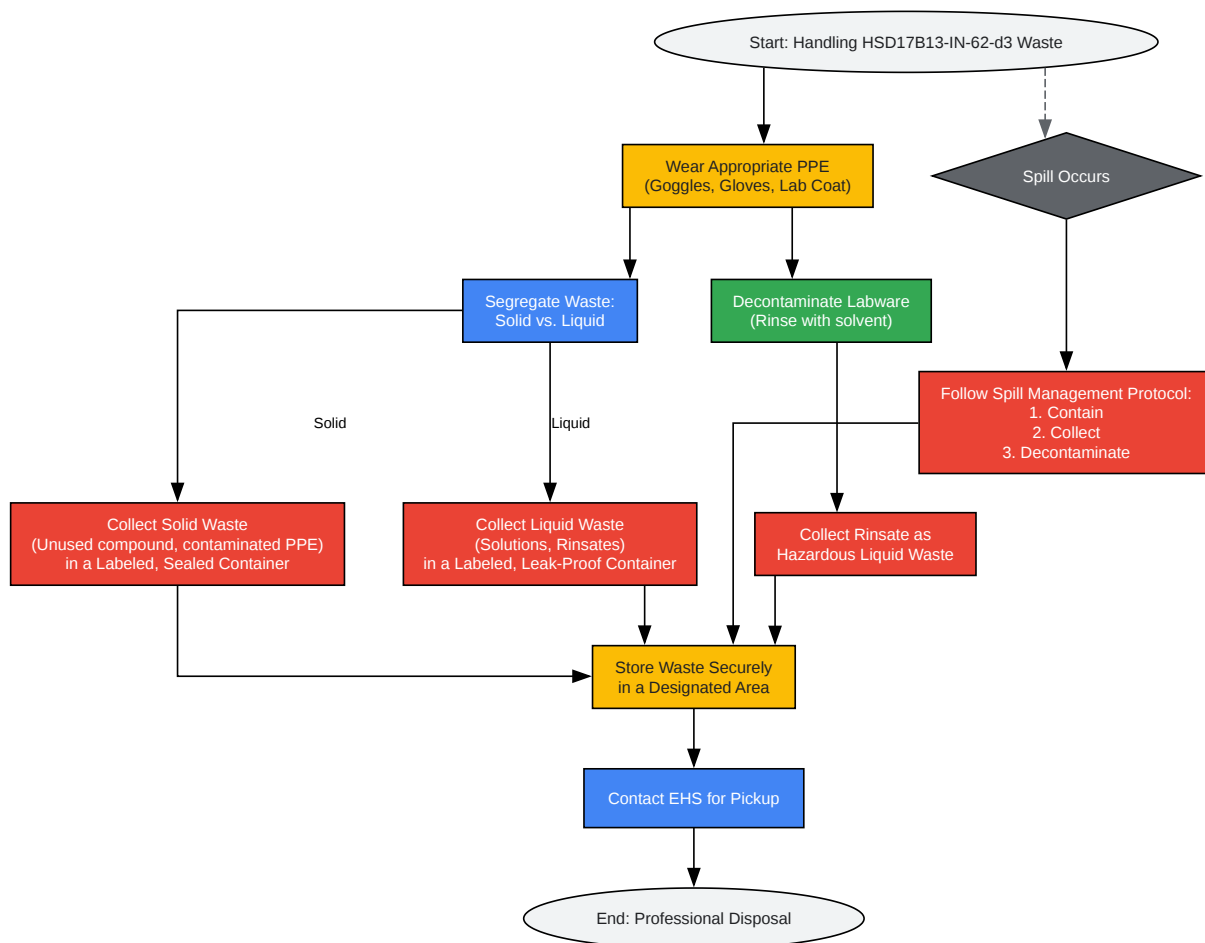 Start: Handling HSD17B13-IN-62-d3 Waste
Wear Appropriate PPE
(Goggles, Gloves, Lab Coat)
Spill Occurs
Segregate Waste:
Solid vs. Liquid
Decontaminate Labware
(Rinse with solvent)
Follow Spill Management Protocol:
1. Contain
2. Collect
3. Decontaminate
Solid
Liquid
Collect Solid Waste
(Unused compound, contaminated PPE)
in a Labeled, Sealed Container
Collect Liquid Waste
(Solutions, Rinsates)
in a Labeled, Leak-Proof Container
Collect Rinsate as
Hazardous Liquid Waste
Store Waste Securely
in a Designated Area
Contact EHS for Pickup
End: Professional Disposal